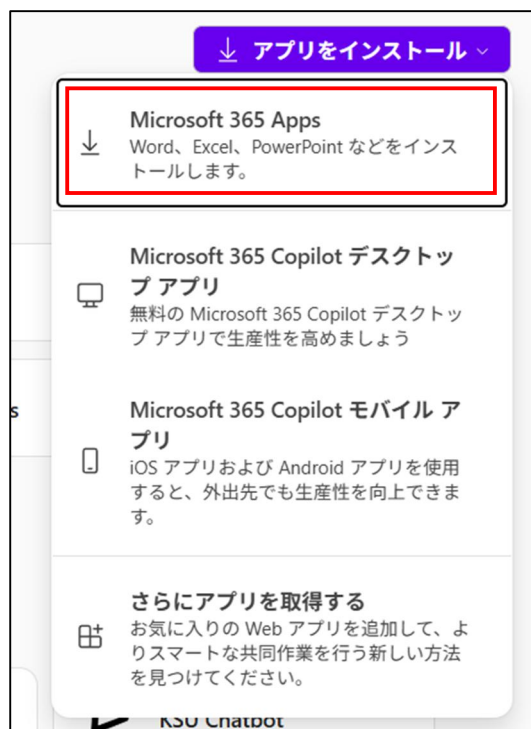 アプリをインストール
Microsoft 365 Apps
Word、Excel、PowerPoint などをインス
トールします。
Microsoft 365 Copilot デスクトッ
プ アプリ
無料の Microsoft 365 Copilot デスクトッ
プ アプリで生産性を高めましょう
s
Microsoft 365 Copilot モバイル ア
プリ
iOS アプリおよび Android アプリを使用
すると、外出先でも生産性を向上できま
す。
さらにアプリを取得する
お気に入りの Web アプリを追加して、よ
りスマートな共同作業を行う新しい方法
を見つけてください。
KSU Chatbot